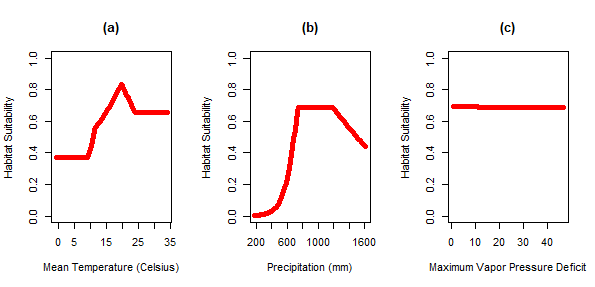 (a)
(b)
(c)
Habitat Suitability
0.0 0.2 0.4 0.6 0.8 1.0
0 5 15 25 35
Mean Temperature (Celsius)
Habitat Suitability
0.0 0.2 0.4 0.6 0.8 1.0
200 600 1000 1600
Precipitation (mm)
Habitat Suitability
0.0 0.2 0.4 0.6 0.8 1.0
0 10 20 30 40
Maximum Vapor Pressure Deficit